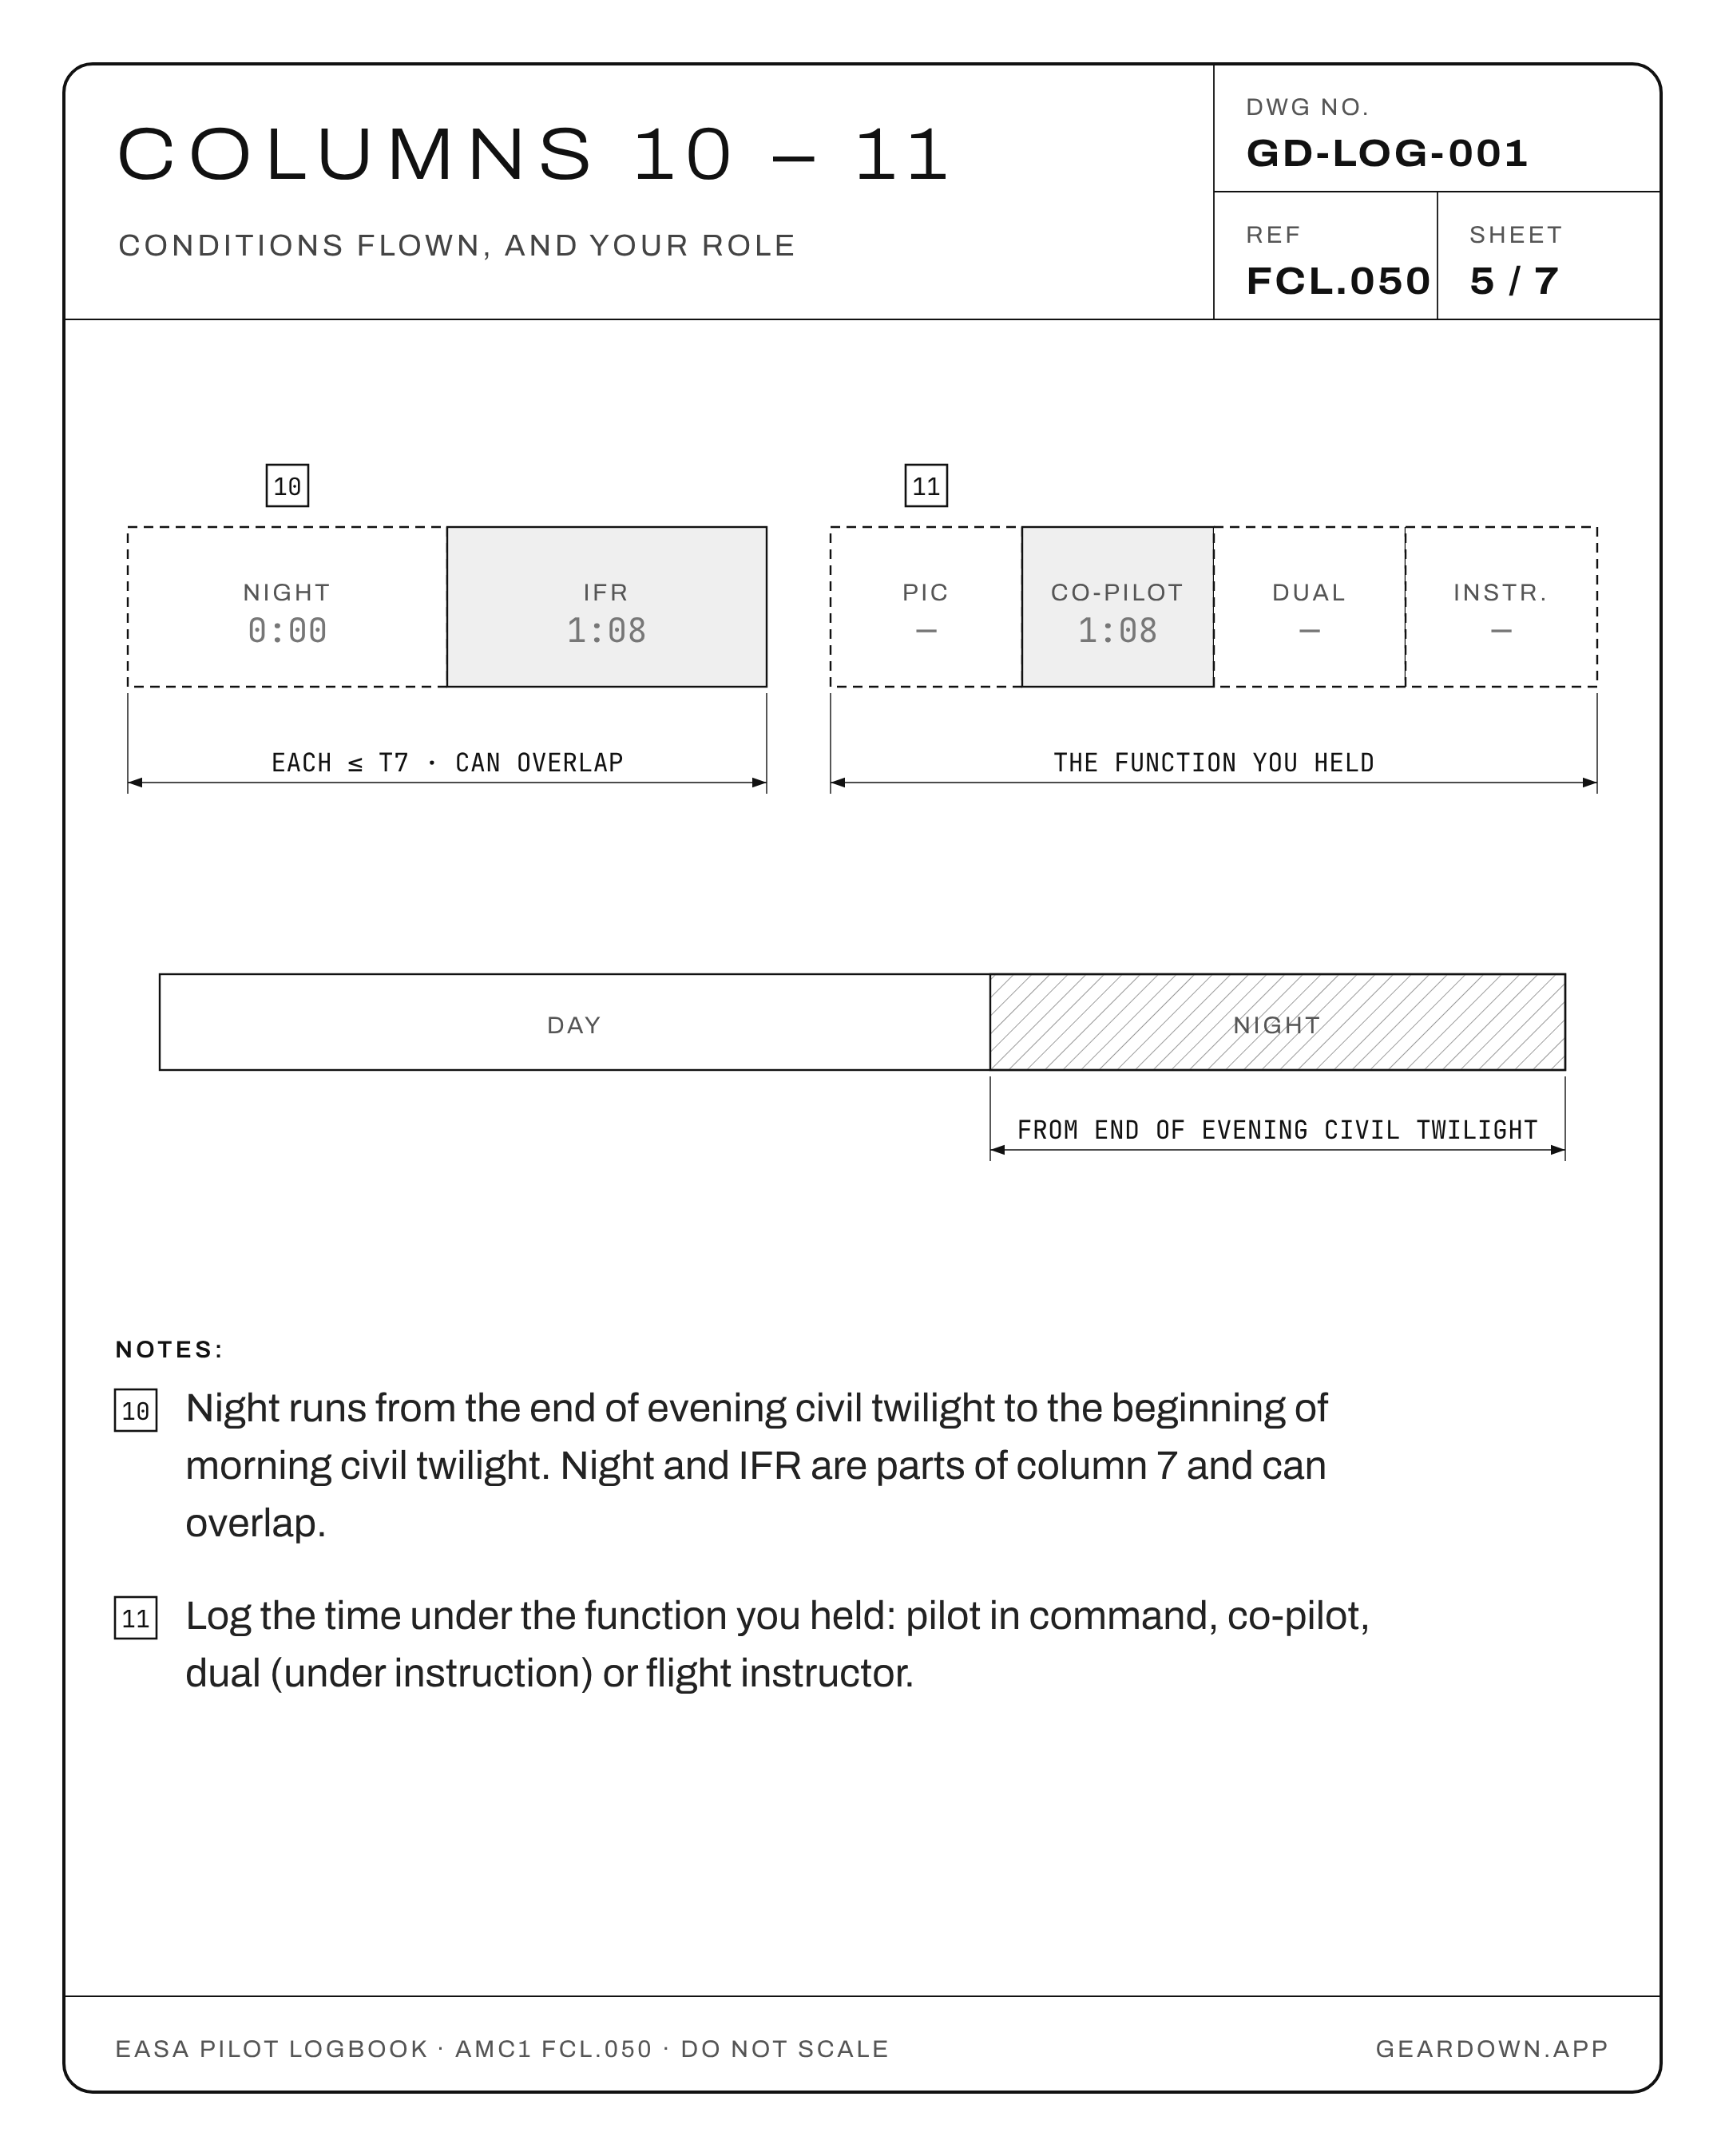 COLUMNS 10 – 11
CONDITIONS FLOWN, AND YOUR ROLE
DWG NO.
GD-LOG-001
REF
FCL.050
SHEET
5 / 7
10
NIGHT
0:00
IFR
1:08
EACH ≤ T7 · CAN OVERLAP
11
PIC
–
CO-PILOT
1:08
DUAL
–
INSTR.
–
THE FUNCTION YOU HELD
DAY
NIGHT
FROM END OF EVENING CIVIL TWILIGHT
NOTES:
10 Night runs from the end of evening civil twilight to the beginning of
morning civil twilight. Night and IFR are parts of column 7 and can
overlap.
11 Log the time under the function you held: pilot in command, co-pilot,
dual (under instruction) or flight instructor.
EASA PILOT LOGBOOK · AMC1 FCL.050 · DO NOT SCALE
GEARDOWN.APP